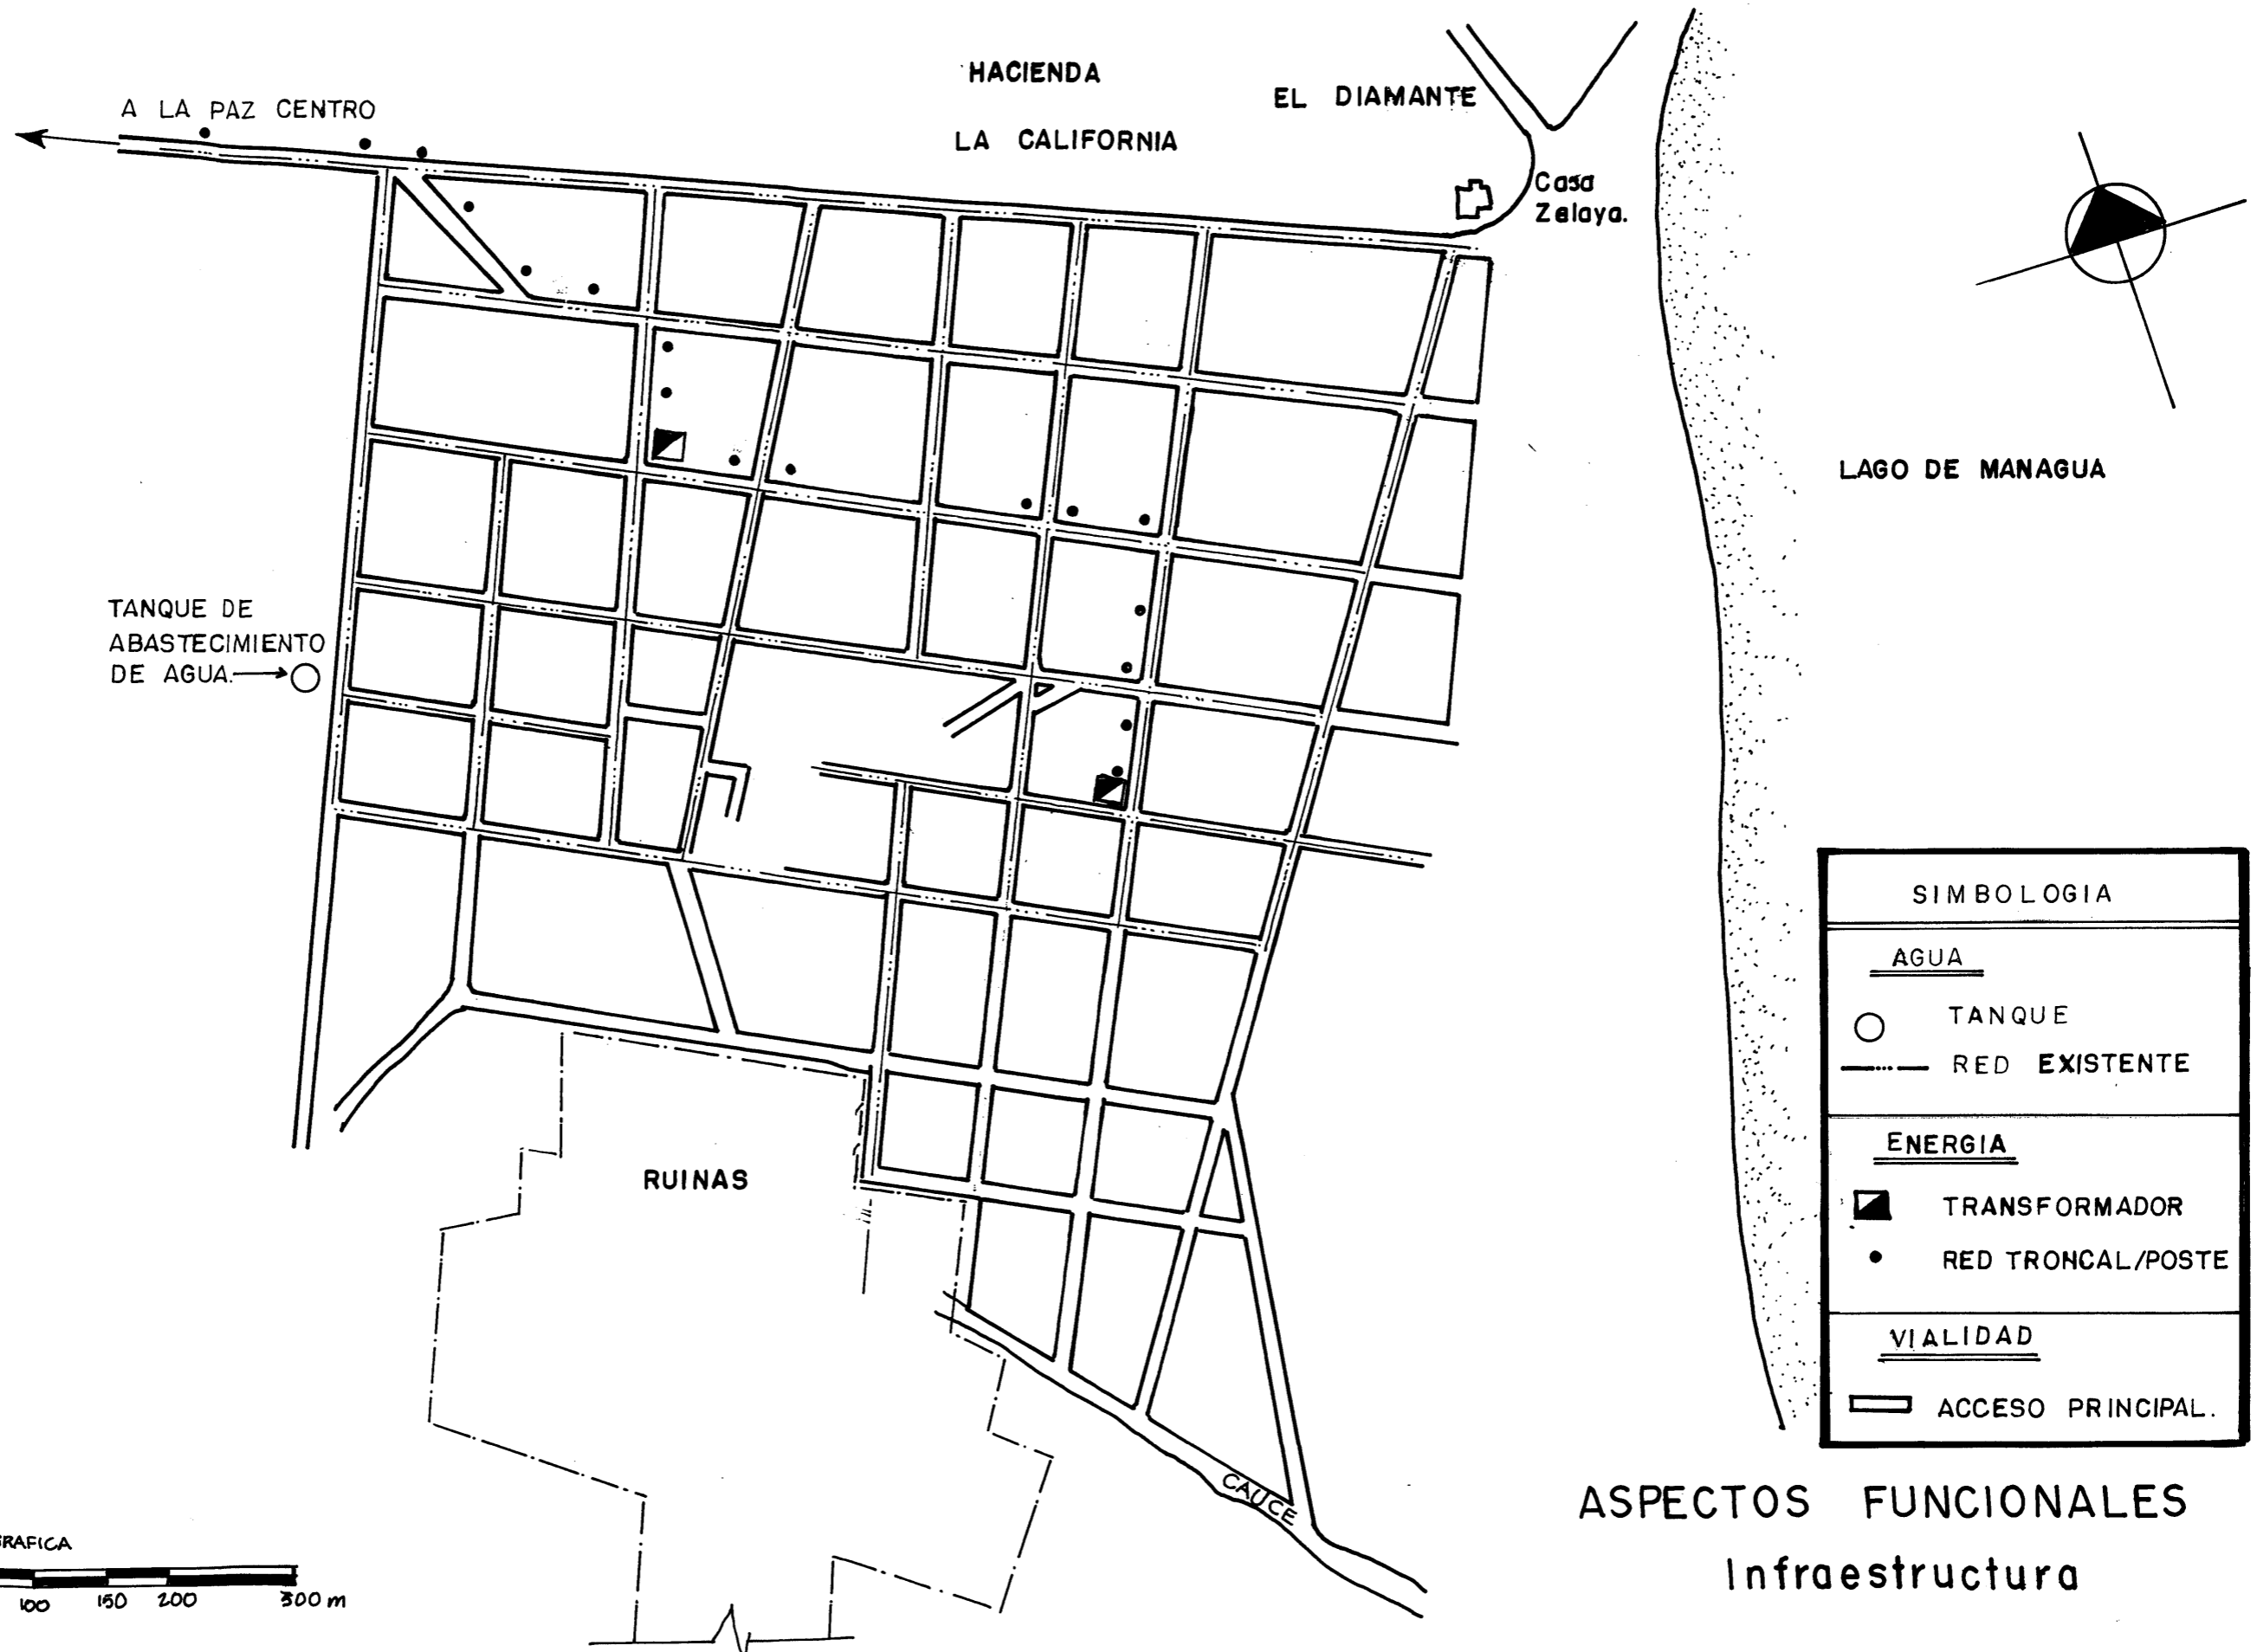 HACIENDA
EL DIAMANTE
LA CALIFORNIA
A LA PAZ CENTRO
Casa
Zelaya.
LAGO DE MANAGUA
TANQUE DE
ABASTECIMIENTO
DE AGUA.
RUINAS
CAUCE
SIMBOLOGIA
AGUA
TANQUE
RED EXISTENTE
ENERGIA
TRANSFORMADOR
RED TRONCAL/POSTE
VIALIDAD
ACCESO PRINCIPAL.
ASPECTOS FUNCIONALES
Infraestructura
RAFICA
100 150 200 300 m